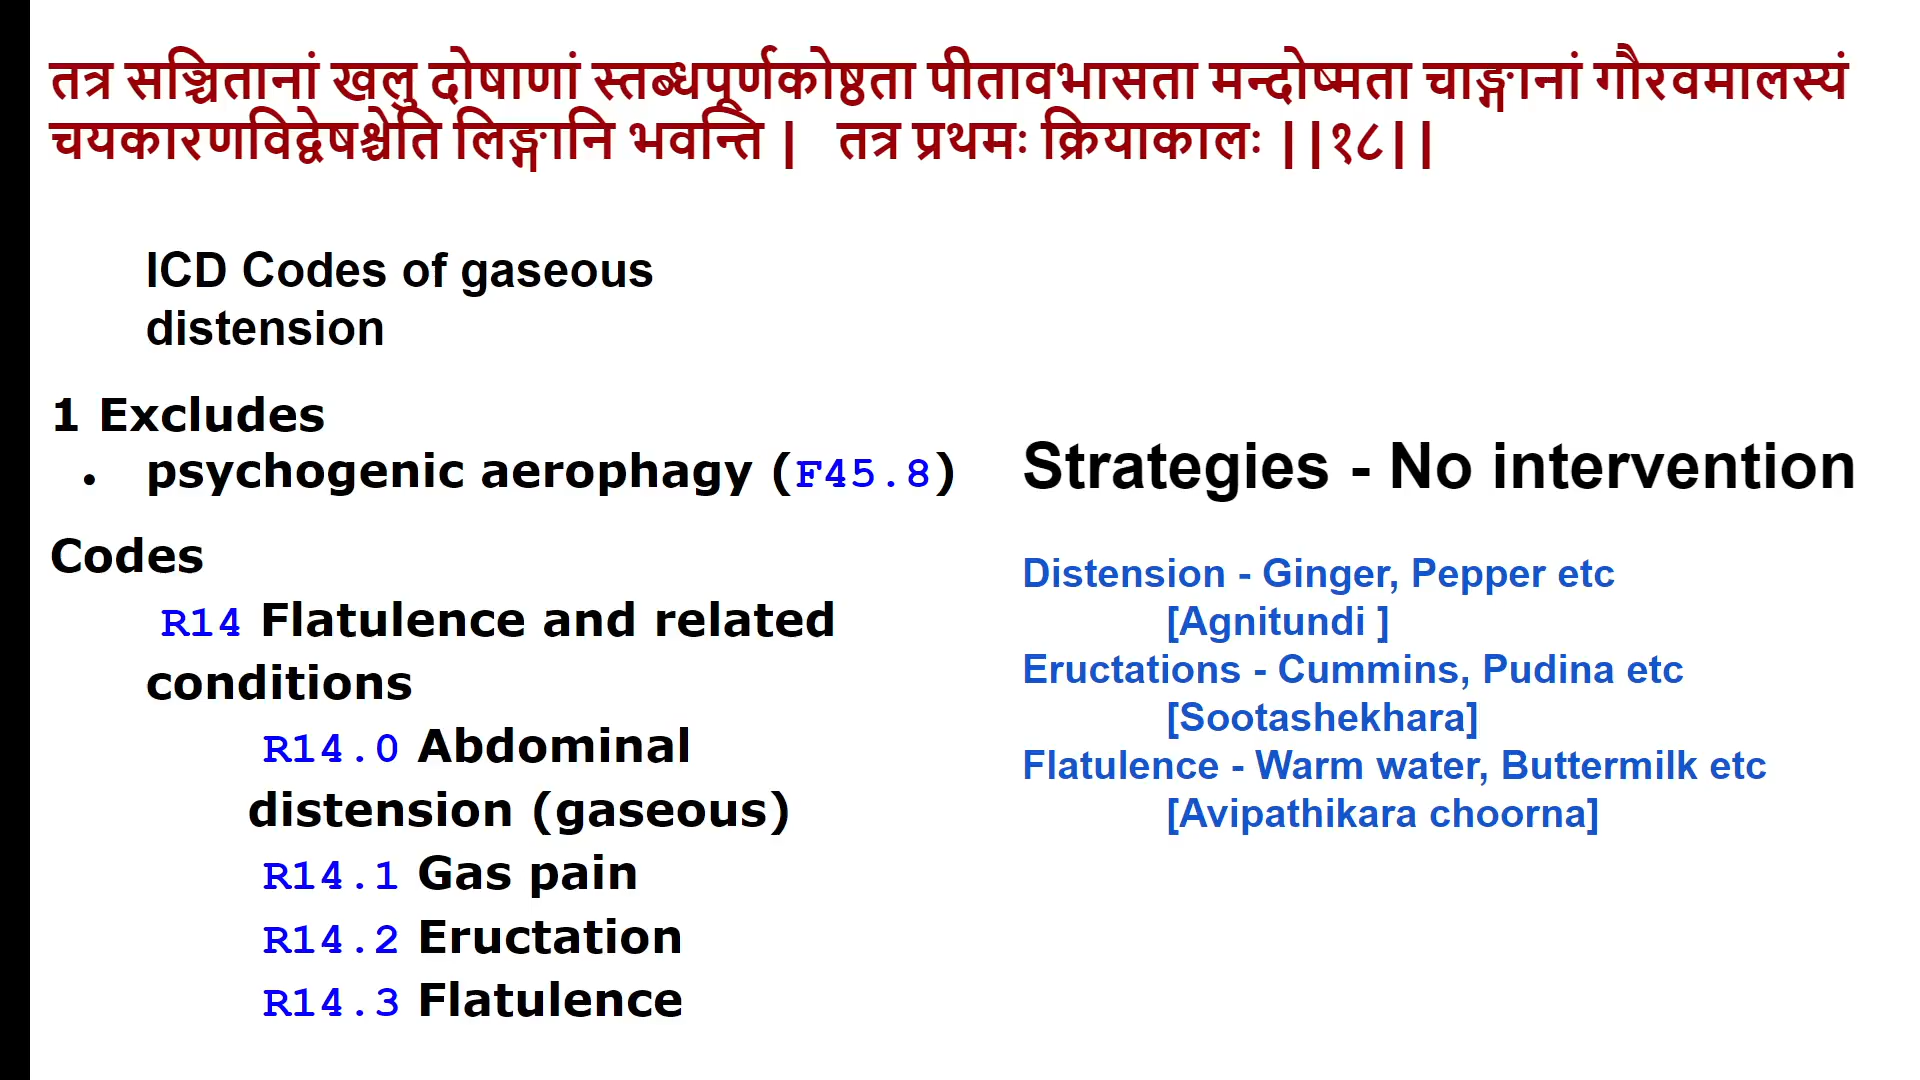 तत्र सञ्चितानां खलु दोषाणां स्तब्धपूर्णकोष्ठता पीतावभासता मन्दोष्मता चाङ्गानां गौरवमालस्यं
चयकारणविद्वेषश्चेति लिङ्गानि भवन्ति | तत्र प्रथमः क्रियाकालः ||१८||
ICD Codes of gaseous
distension
1 Excludes
• psychogenic aerophagy (F45.8)
Codes
R14 Flatulence and related
conditions
R14.0 Abdominal
distension (gaseous)
R14.1 Gas pain
R14.2 Eructation
R14.3 Flatulence
Strategies - No intervention
Distension - Ginger, Pepper etc
[Agnitundi ]
Eructations - Cummins, Pudina etc
[Sootashekhara]
Flatulence - Warm water, Buttermilk etc
[Avipathikara choorna]